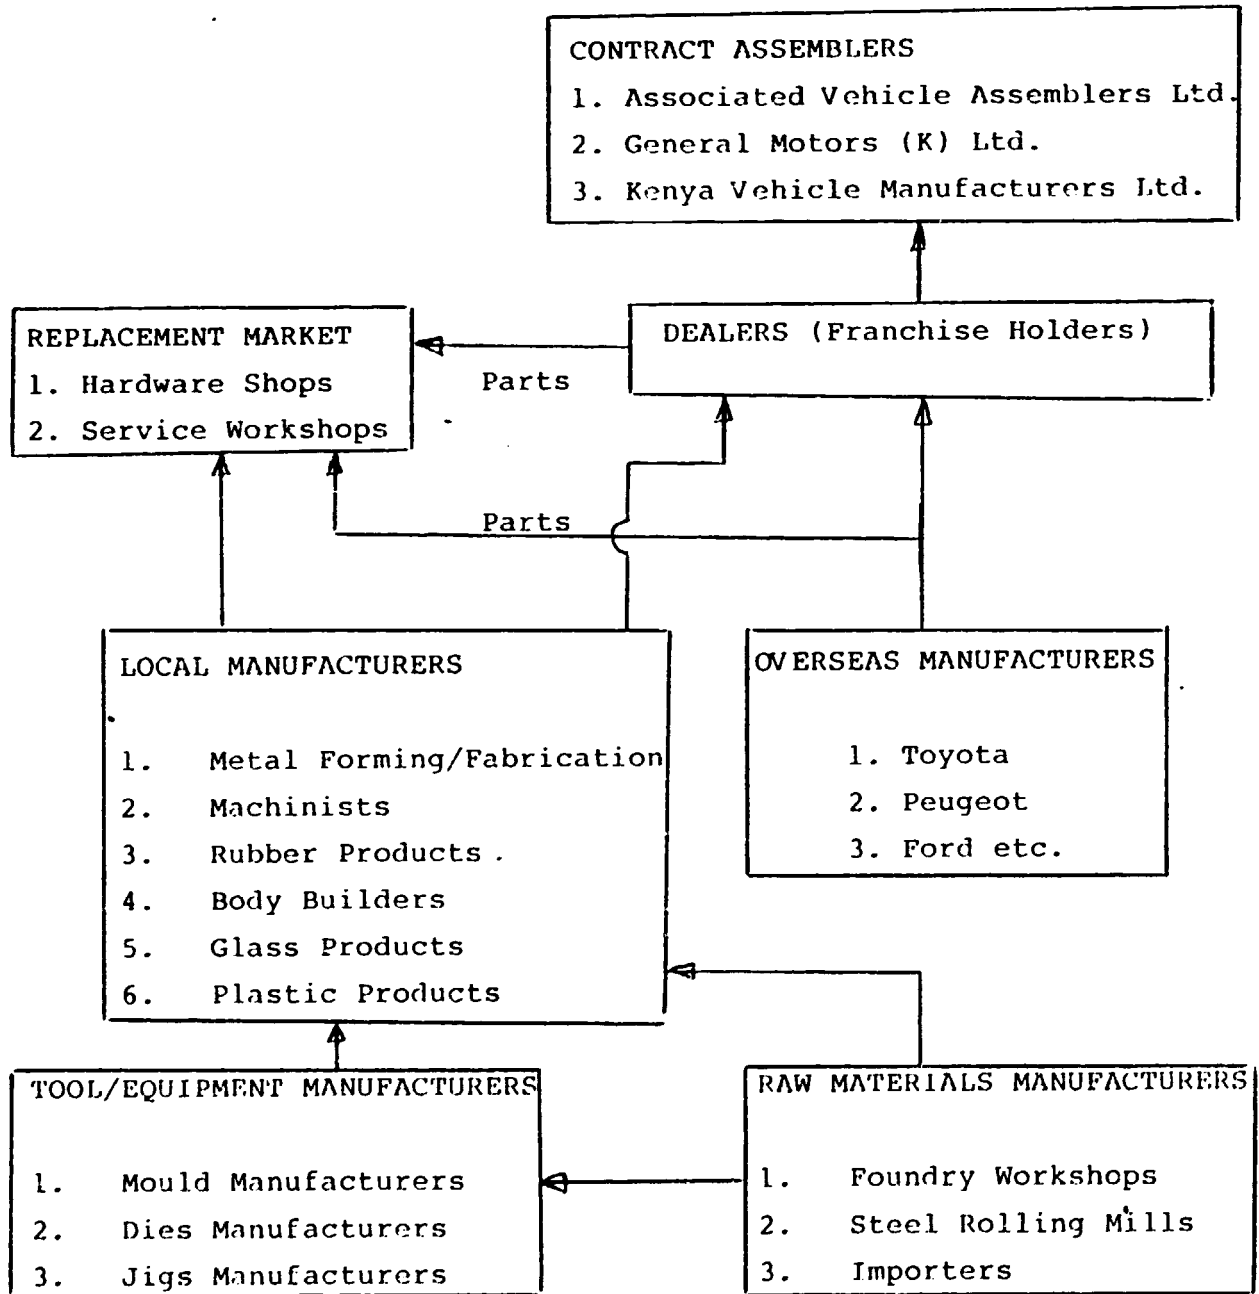 CONTRACT ASSEMBLERS
1. Associated Vehicle Assemblers Ltd.
2. General Motors (K) Ltd.
3. Kenya Vehicle Manufacturers Ltd.
REPLACEMENT MARKET
1. Hardware Shops
2. Service Workshops
DEALERS (Franchise Holders)
Parts
Parts
LOCAL MANUFACTURERS
1. Metal Forming/Fabrication
2. Machinists
3. Rubber Products
4. Body Builders
5. Glass Products
6. Plastic Products
OVERSEAS MANUFACTURERS
1. Toyota
2. Peugeot
3. Ford etc.
TOOL/EQUIPMENT MANUFACTURERS
1. Mould Manufacturers
2. Dies Manufacturers
3. Jigs Manufacturers
RAW MATERIALS MANUFACTURERS
1. Foundry Workshops
2. Steel Rolling Mills
3. Importers